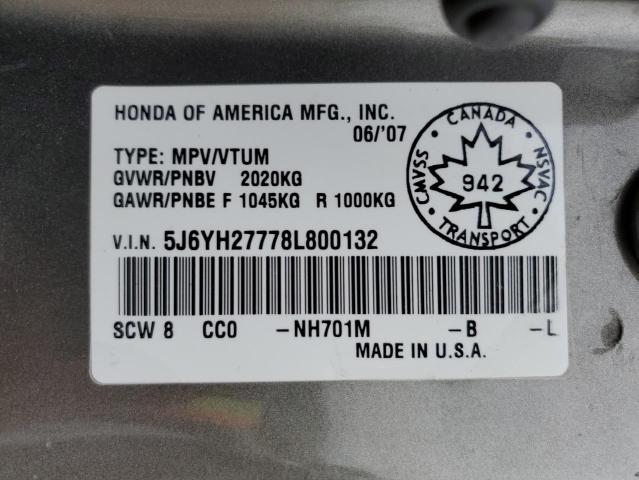 HONDA OF AMERICA MFG., INC.
06/'07
TYPE: MPV/VTUM
GVWR/PNBV 2020KG
GAWR/PNBE F 1045KG R 1000KG
CANADA
CMVSS 942 NSVAC
TRANSPORT
V.I.N. 5J6YH27778L800132
SCW 8 CC0 -NH701M -B -L
MADE IN U.S.A.